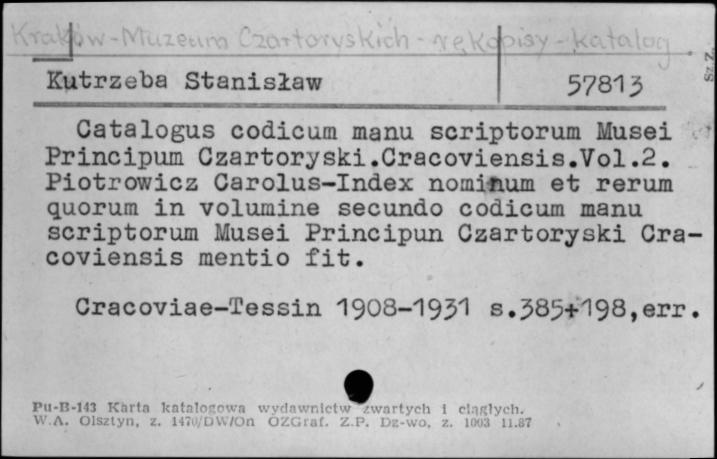 Kraków-Muzeum Czartoryskich-rękopisy-katalog
Sz.Z.
Kutrzeba Stanisław 57813
Catalogus codicum manu scriptorum Musei
Principum Czartoryski.Cracoviensis.Vol.2.
Piotrowicz Carolus-Index nominum et rerum
quorum in volumine secundo codicum manu
scriptorum Musei Principun Czartoryski Cra-
coviensis mentio fit.
Cracoviae-Tessin 1908-1931 s.385+198,err.
Pu-B-143 Karta katalogowa wydawnictw zwartych i ciągłych.
W.A. Olsztyn, z. 1470/DW/On OZGraf. Z.P. Dz-wo, z. 1003 11.87